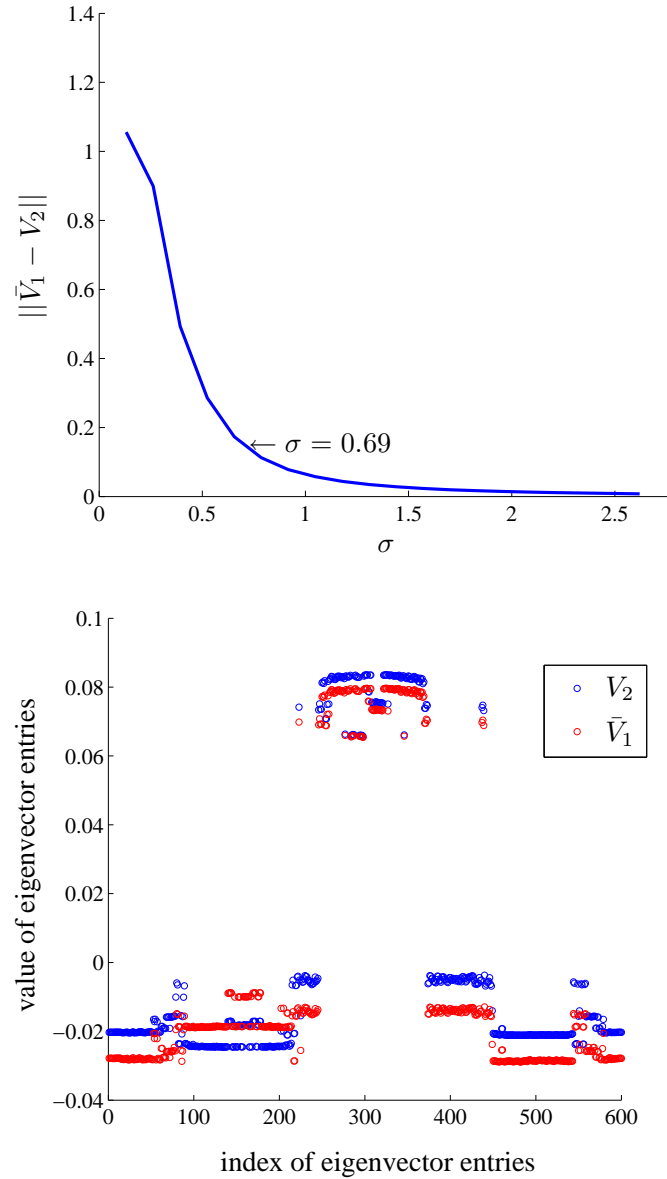 1.4
1.2
1
0.8
0.6
0.4
0.2
0
||V̄₁ − V₂||
← σ = 0.69
0 0.5 1 1.5 2 2.5
σ
0.1
0.08
0.06
0.04
0.02
0
−0.02
−0.04
value of eigenvector entries
V₂
V̄₁
0 100 200 300 400 500 600
index of eigenvector entries